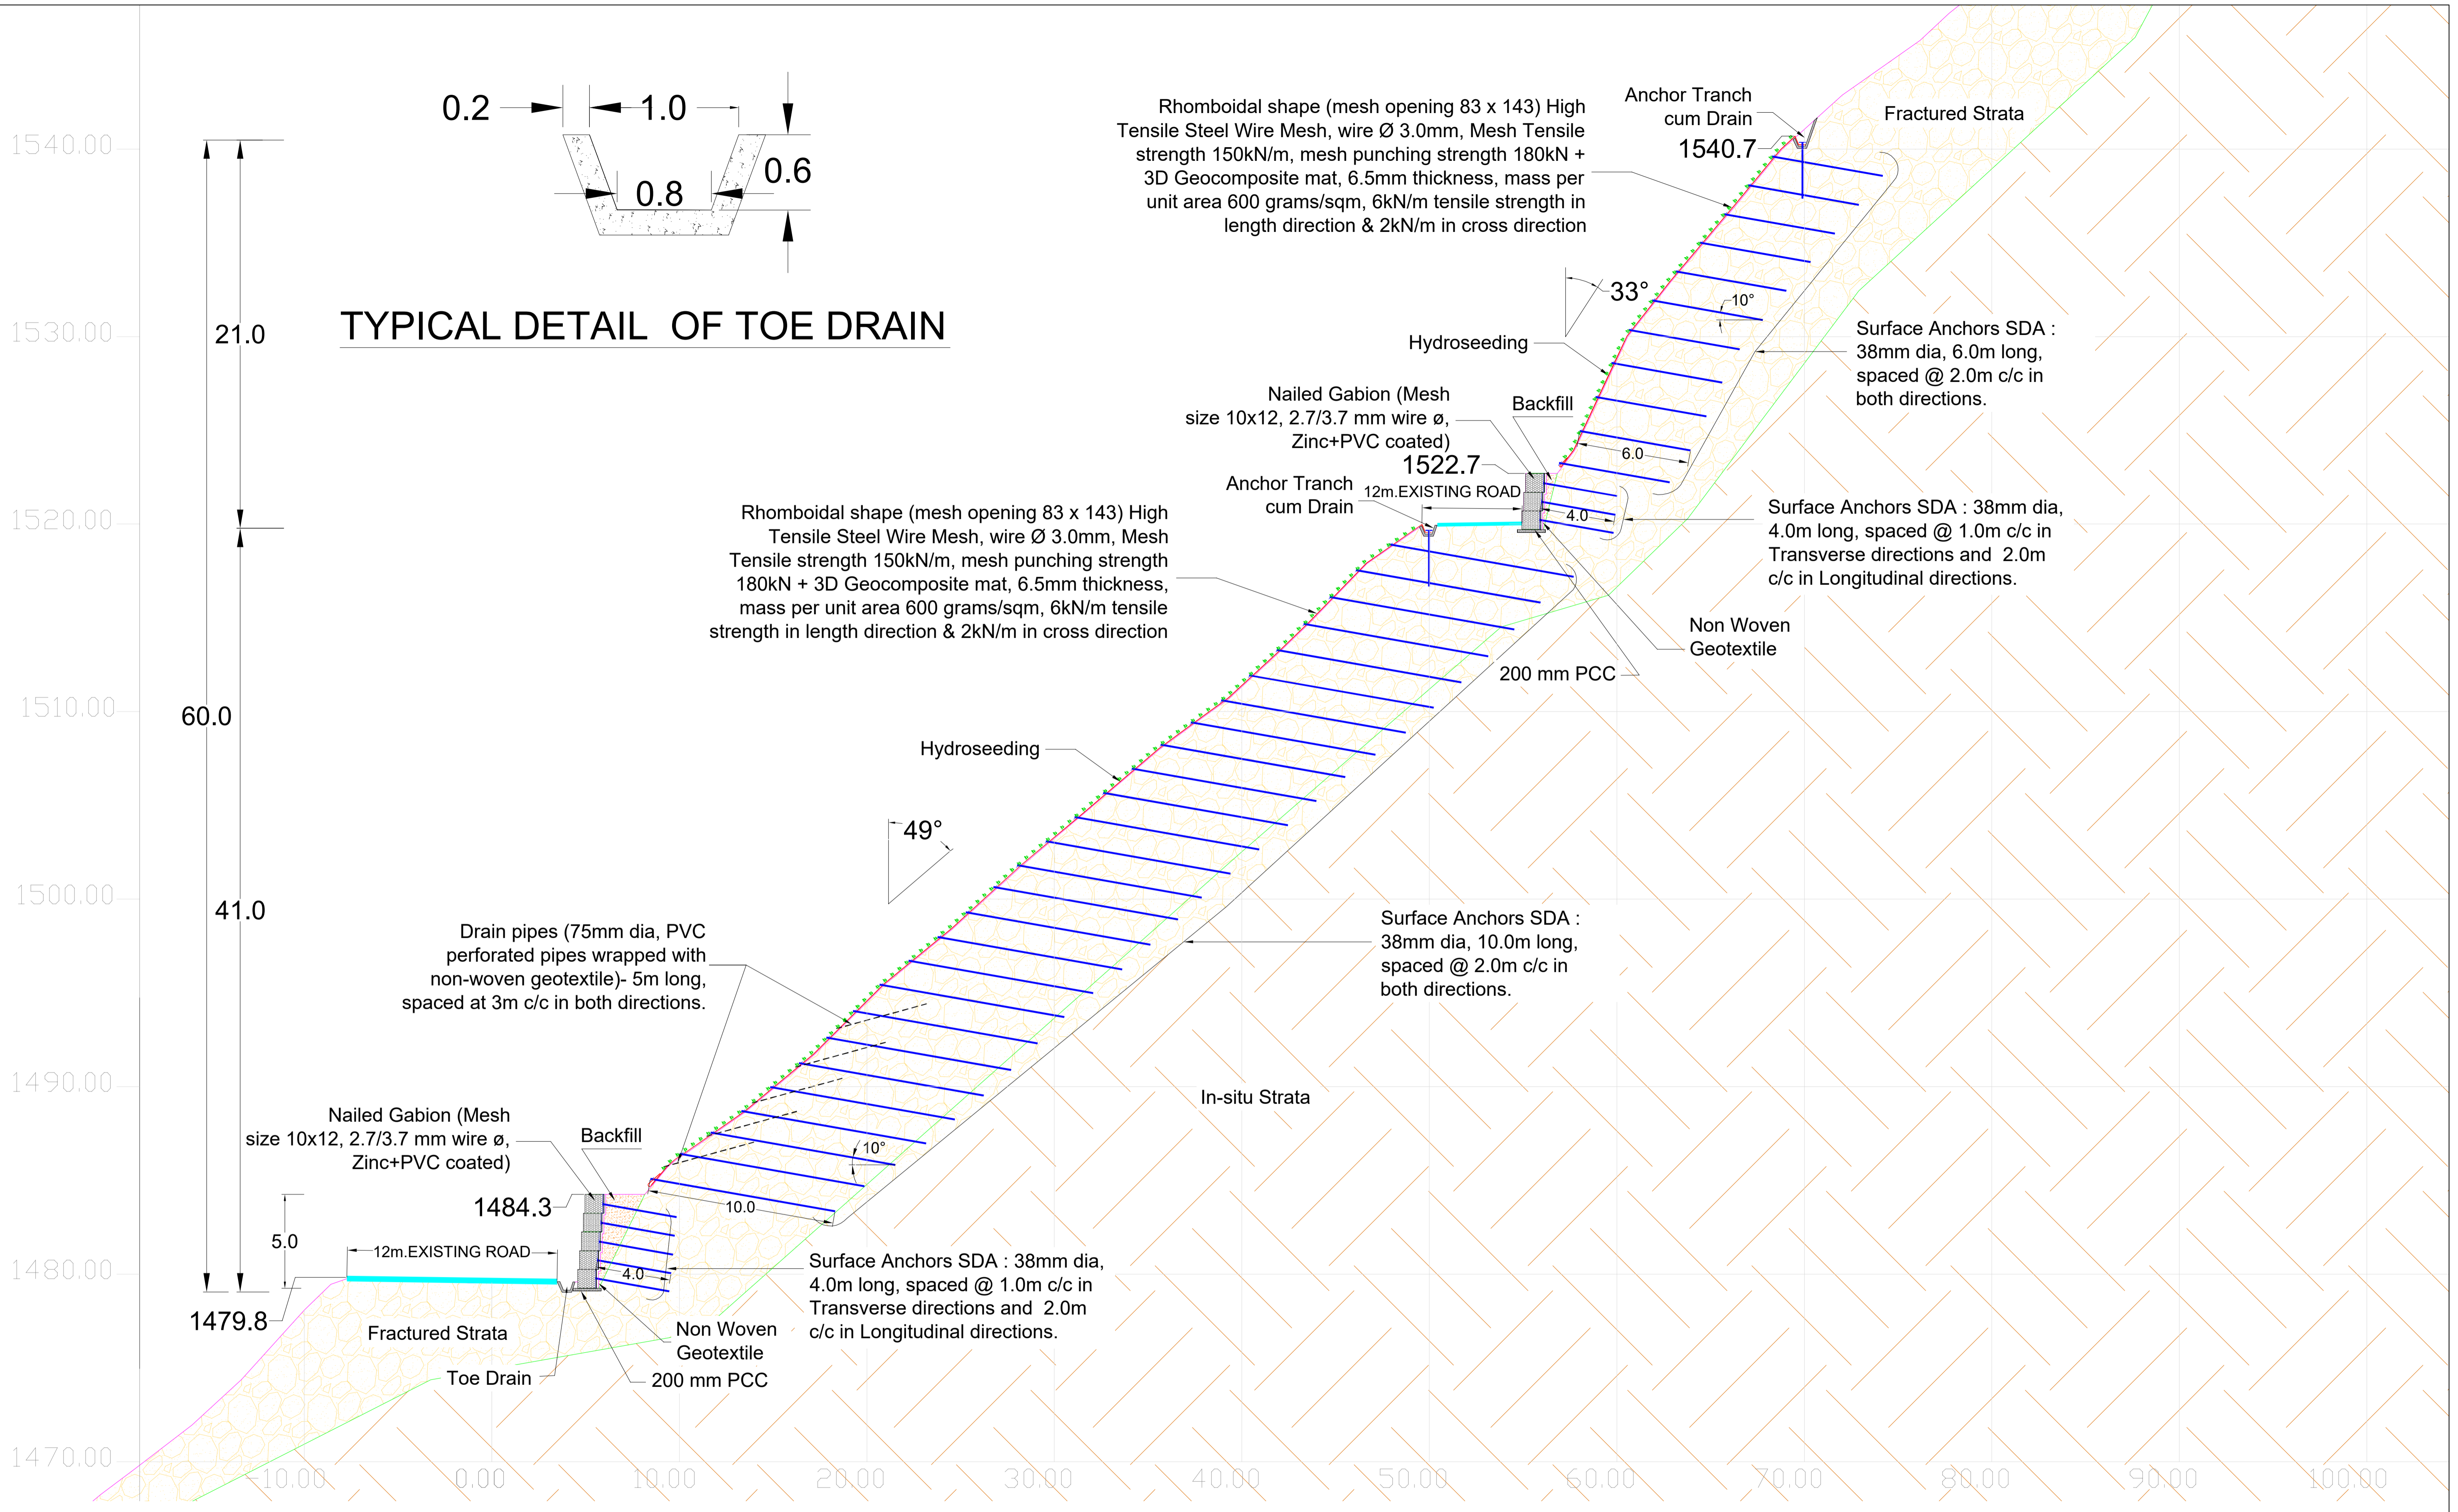 0.2
1.0
0.6
0.8
TYPICAL DETAIL OF TOE DRAIN
1540.00
1530.00
1520.00
1510.00
1500.00
1490.00
1480.00
1470.00
21.0
60.0
41.0
Rhomboidal shape (mesh opening 83 x 143) High
Tensile Steel Wire Mesh, wire Ø 3.0mm, Mesh Tensile
strength 150kN/m, mesh punching strength 180kN +
3D Geocomposite mat, 6.5mm thickness, mass per
unit area 600 grams/sqm, 6kN/m tensile strength in
length direction & 2kN/m in cross direction
Anchor Tranch
cum Drain
1540.7
Fractured Strata
33°
10°
Hydroseeding
Surface Anchors SDA :
38mm dia, 6.0m long,
spaced @ 2.0m c/c in
both directions.
Nailed Gabion (Mesh
size 10x12, 2.7/3.7 mm wire ø,
Zinc+PVC coated)
Backfill
1522.7
6.0
Anchor Tranch
cum Drain
12m.EXISTING ROAD
4.0
Surface Anchors SDA : 38mm dia,
4.0m long, spaced @ 1.0m c/c in
Transverse directions and 2.0m
c/c in Longitudinal directions.
Rhomboidal shape (mesh opening 83 x 143) High
Tensile Steel Wire Mesh, wire Ø 3.0mm, Mesh
Tensile strength 150kN/m, mesh punching strength
180kN + 3D Geocomposite mat, 6.5mm thickness,
mass per unit area 600 grams/sqm, 6kN/m tensile
strength in length direction & 2kN/m in cross direction
Non Woven
Geotextile
200 mm PCC
Hydroseeding
49°
Drain pipes (75mm dia, PVC
perforated pipes wrapped with
non-woven geotextile)- 5m long,
spaced at 3m c/c in both directions.
Surface Anchors SDA :
38mm dia, 10.0m long,
spaced @ 2.0m c/c in
both directions.
In-situ Strata
Nailed Gabion (Mesh
size 10x12, 2.7/3.7 mm wire ø,
Zinc+PVC coated)
Backfill
10°
1484.3
10.0
5.0
12m.EXISTING ROAD
4.0
Surface Anchors SDA : 38mm dia,
4.0m long, spaced @ 1.0m c/c in
Transverse directions and 2.0m
c/c in Longitudinal directions.
1479.8
Fractured Strata
Non Woven
Geotextile
Toe Drain
200 mm PCC
-10.00
0.00
10.00
20.00
30.00
40.00
50.00
60.00
70.00
80.00
90.00
100.00